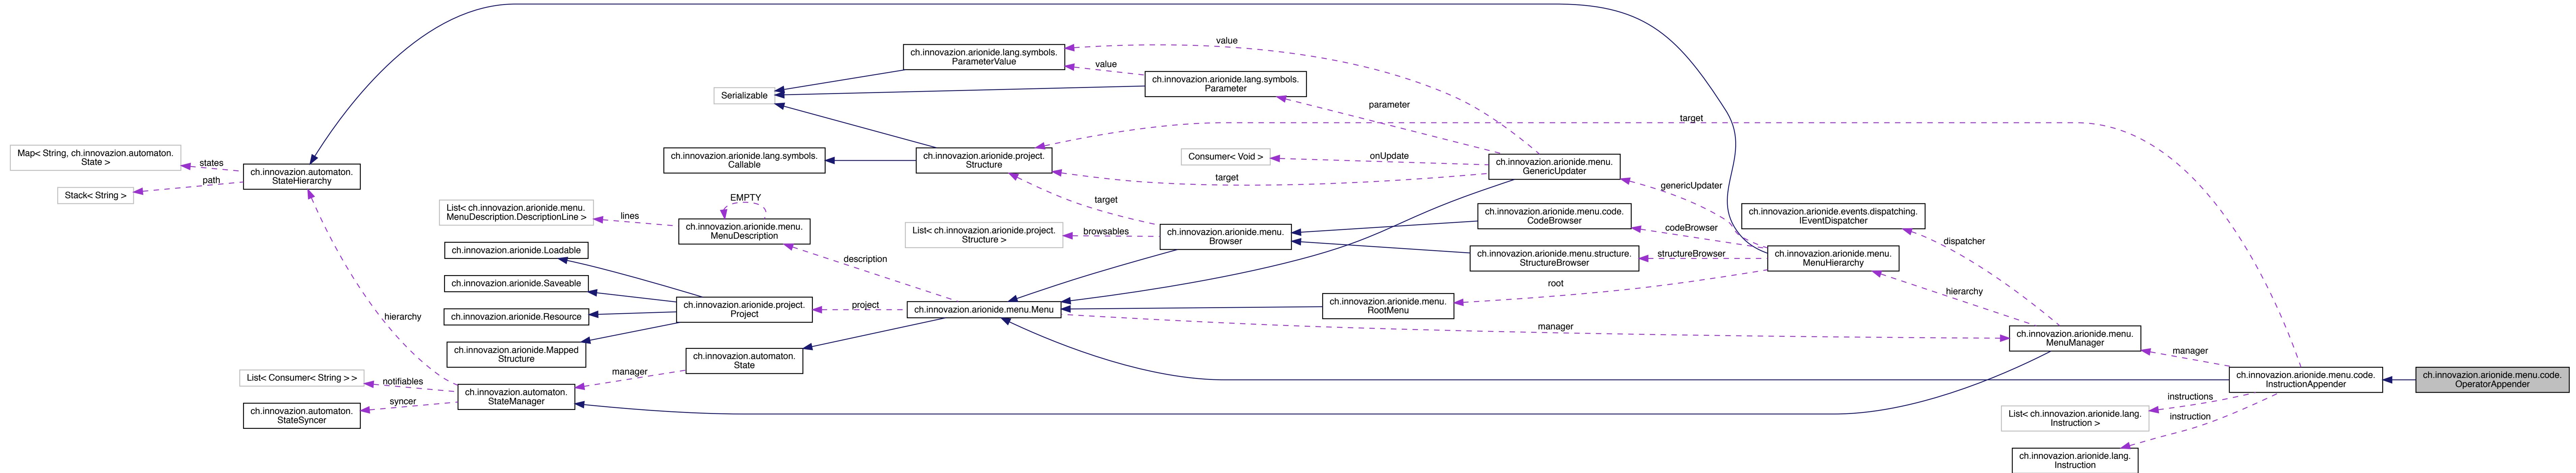 value
ch.innovazion.arionide.lang.symbols.
ParameterValue
value
ch.innovazion.arionide.lang.symbols.
Parameter
Serializable
parameter
target
Map< String, ch.innovazion.automaton.
State >
states
ch.innovazion.automaton.
StateHierarchy
path
Stack< String >
ch.innovazion.arionide.lang.symbols.
Callable
ch.innovazion.arionide.project.
Structure
Consumer< Void >
onUpdate
target
ch.innovazion.arionide.menu.
GenericUpdater
genericUpdater
EMPTY
target
List< ch.innovazion.arionide.menu.
MenuDescription.DescriptionLine >
lines
ch.innovazion.arionide.menu.
MenuDescription
List< ch.innovazion.arionide.project.
Structure >
browsables
ch.innovazion.arionide.menu.
Browser
ch.innovazion.arionide.menu.code.
CodeBrowser
codeBrowser
ch.innovazion.arionide.events.dispatching.
IEventDispatcher
dispatcher
ch.innovazion.arionide.Loadable
description
ch.innovazion.arionide.menu.structure.
StructureBrowser
structureBrowser
ch.innovazion.arionide.menu.
MenuHierarchy
ch.innovazion.arionide.Saveable
root
hierarchy
ch.innovazion.arionide.Resource
ch.innovazion.arionide.project.
Project
project
ch.innovazion.arionide.menu.Menu
ch.innovazion.arionide.menu.
RootMenu
hierarchy
manager
ch.innovazion.arionide.menu.
MenuManager
ch.innovazion.arionide.Mapped
Structure
ch.innovazion.automaton.
State
manager
manager
List< Consumer< String > >
notifiables
ch.innovazion.automaton.
StateManager
syncer
ch.innovazion.automaton.
StateSyncer
ch.innovazion.arionide.menu.code.
InstructionAppender
ch.innovazion.arionide.menu.code.
OperatorAppender
instructions
List< ch.innovazion.arionide.lang.
Instruction >
instruction
ch.innovazion.arionide.lang.
Instruction